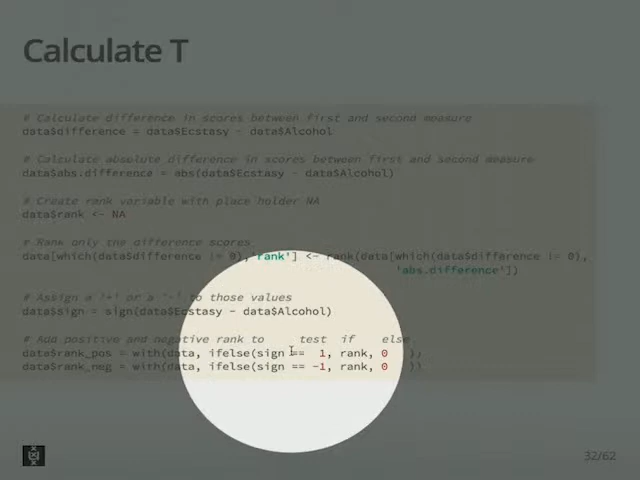 Calculate T
# Calculate difference in scores between first and second measure
data$difference = data$Ecstasy - data$Alcohol
# Calculate absolute difference in scores between first and second measure
data$abs.difference = abs(data$Ecstasy - data$Alcohol)
# Create rank variable with place holder NA
data$rank <- NA
# Rank only the difference scores
data[which(data$difference != 0),'rank'] <- rank(data[which(data$difference != 0),
'abs.difference'])
# Assign a '+' or a '-' to those values
data$sign = sign(data$Ecstasy - data$Alcohol)
# Add positive and negative rank to test if else
data$rank_pos = with(data, ifelse(sign == 1, rank, 0 ))
data$rank_neg = with(data, ifelse(sign == -1, rank, 0 ))
32/62